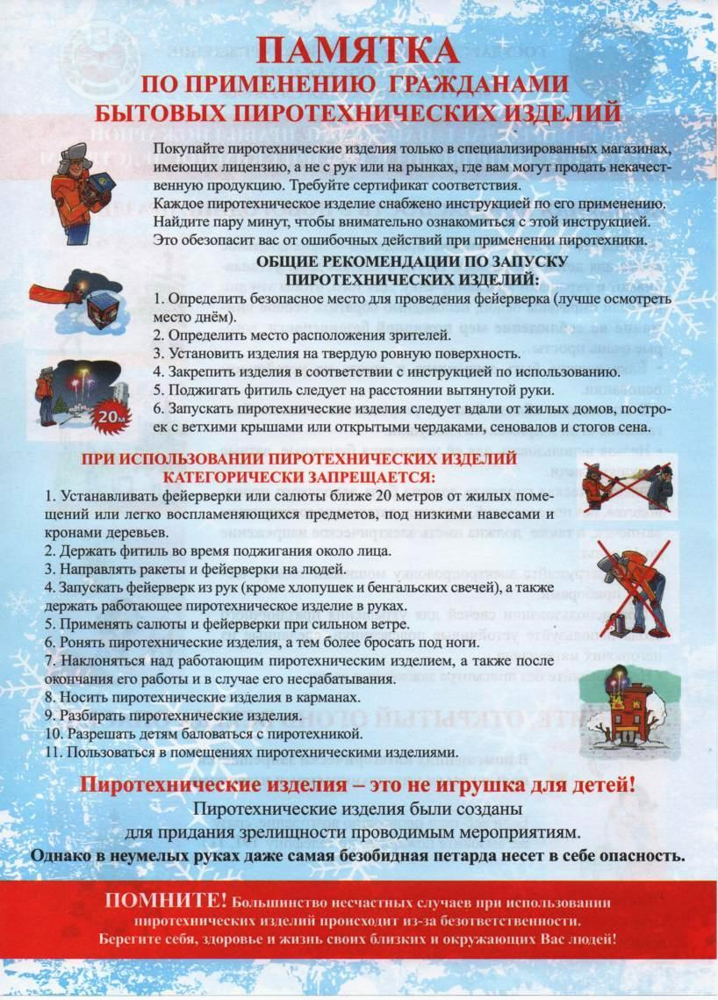 ПАМЯТКА
ПО ПРИМЕНЕНИЮ ГРАЖДАНАМИ
БЫТОВЫХ ПИРОТЕХНИЧЕСКИХ ИЗДЕЛИЙ
Покупайте пиротехнические изделия только в специализированных магазинах,
имеющих лицензию, а не с рук или на рынках, где вам могут продать некачест-
венную продукцию. Требуйте сертификат соответствия.
Каждое пиротехническое изделие снабжено инструкцией по его применению.
Найдите пару минут, чтобы внимательно ознакомиться с этой инструкцией.
Это обезопасит вас от ошибочных действий при применении пиротехники.
ОБЩИЕ РЕКОМЕНДАЦИИ ПО ЗАПУСКУ
ПИРОТЕХНИЧЕСКИХ ИЗДЕЛИЙ:
1. Определить безопасное место для проведения фейерверка (лучше осмотреть
место днём).
2. Определить место расположения зрителей.
3. Установить изделия на твердую ровную поверхность.
4. Закрепить изделия в соответствии с инструкцией по использованию.
5. Поджигать фитиль следует на расстоянии вытянутой руки.
6. Запускать пиротехнические изделия следует вдали от жилых домов, постро-
ек с ветхими крышами или открытыми чердаками, сеновалов и стогов сена.
20м
ПРИ ИСПОЛЬЗОВАНИИ ПИРОТЕХНИЧЕСКИХ ИЗДЕЛИЙ
КАТЕГОРИЧЕСКИ ЗАПРЕЩАЕТСЯ:
1. Устанавливать фейерверки или салюты ближе 20 метров от жилых поме-
щений или легко воспламеняющихся предметов, под низкими навесами и
кронами деревьев.
2. Держать фитиль во время поджигания около лица.
3. Направлять ракеты и фейерверки на людей.
4. Запускать фейерверк из рук (кроме хлопушек и бенгальских свечей), а также
держать работающее пиротехническое изделие в руках.
5. Применять салюты и фейерверки при сильном ветре
6. Ронять пиротехнические изделия, а тем более бросать под ноги.
7. Наклоняться над работающим пиротехническим изделием, а также после
окончания его работы и в случае его несрабатывания.
8. Носить пиротехнические изделия в карманах.
9. Разбирать пиротехнические изделия.
10. Разрешать детям баловаться с пиротехникой.
11. Пользоваться в помещениях пиротехническими изделиями.
Пиротехнические изделия – это не игрушка для детей!
Пиротехнические изделия были созданы
для придания зрелищности проводимым мероприятиям.
Однако в неумелых руках даже самая безобидная петарда несет в себе опасность.
ПОМНИТЕ! Большинство несчастных случаев при использовании
пиротехнических изделий происходит из-за безответственности.
Берегите себя, здоровье и жизнь своих близких и окружающих Вас людей!